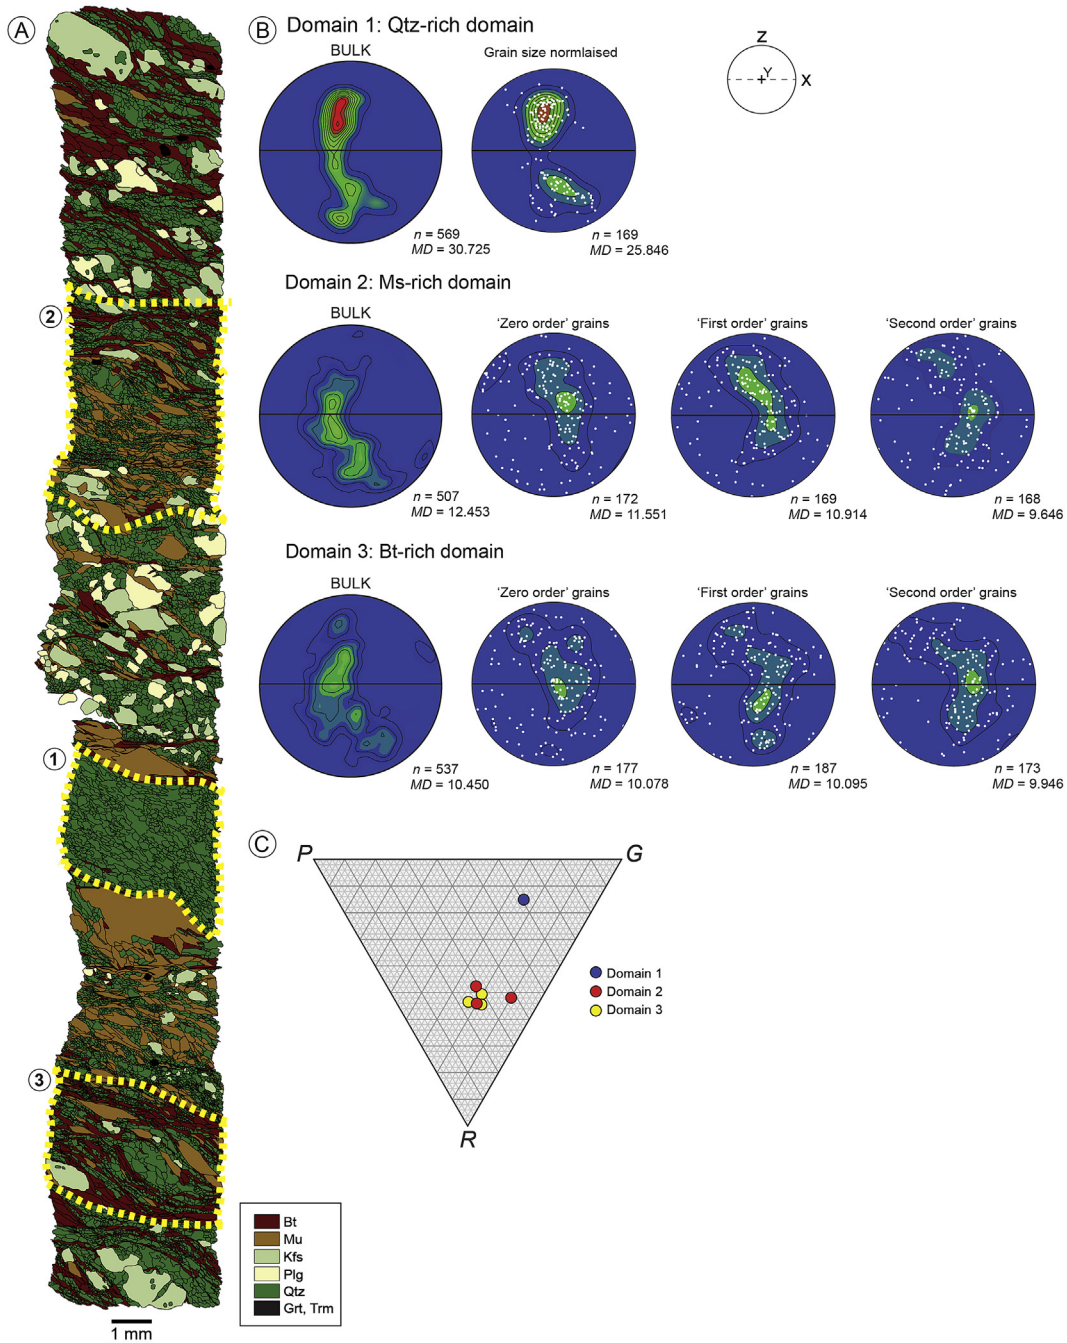 A
2
1
3
Bt
Mu
Kfs
Plg
Qtz
Grt, Trm
1 mm
B
Domain 1: Qtz-rich domain
BULK
n = 569
MD = 30.725
Grain size normlaised
n = 169
MD = 25.846
Z
Y
X
Domain 2: Ms-rich domain
BULK
n = 507
MD = 12.453
‘Zero order’ grains
n = 172
MD = 11.551
‘First order’ grains
n = 169
MD = 10.914
‘Second order’ grains
n = 168
MD = 9.646
Domain 3: Bt-rich domain
BULK
n = 537
MD = 10.450
‘Zero order’ grains
n = 177
MD = 10.078
‘First order’ grains
n = 187
MD = 10.095
‘Second order’ grains
n = 173
MD = 9.946
C
P
G
R
Domain 1
Domain 2
Domain 3